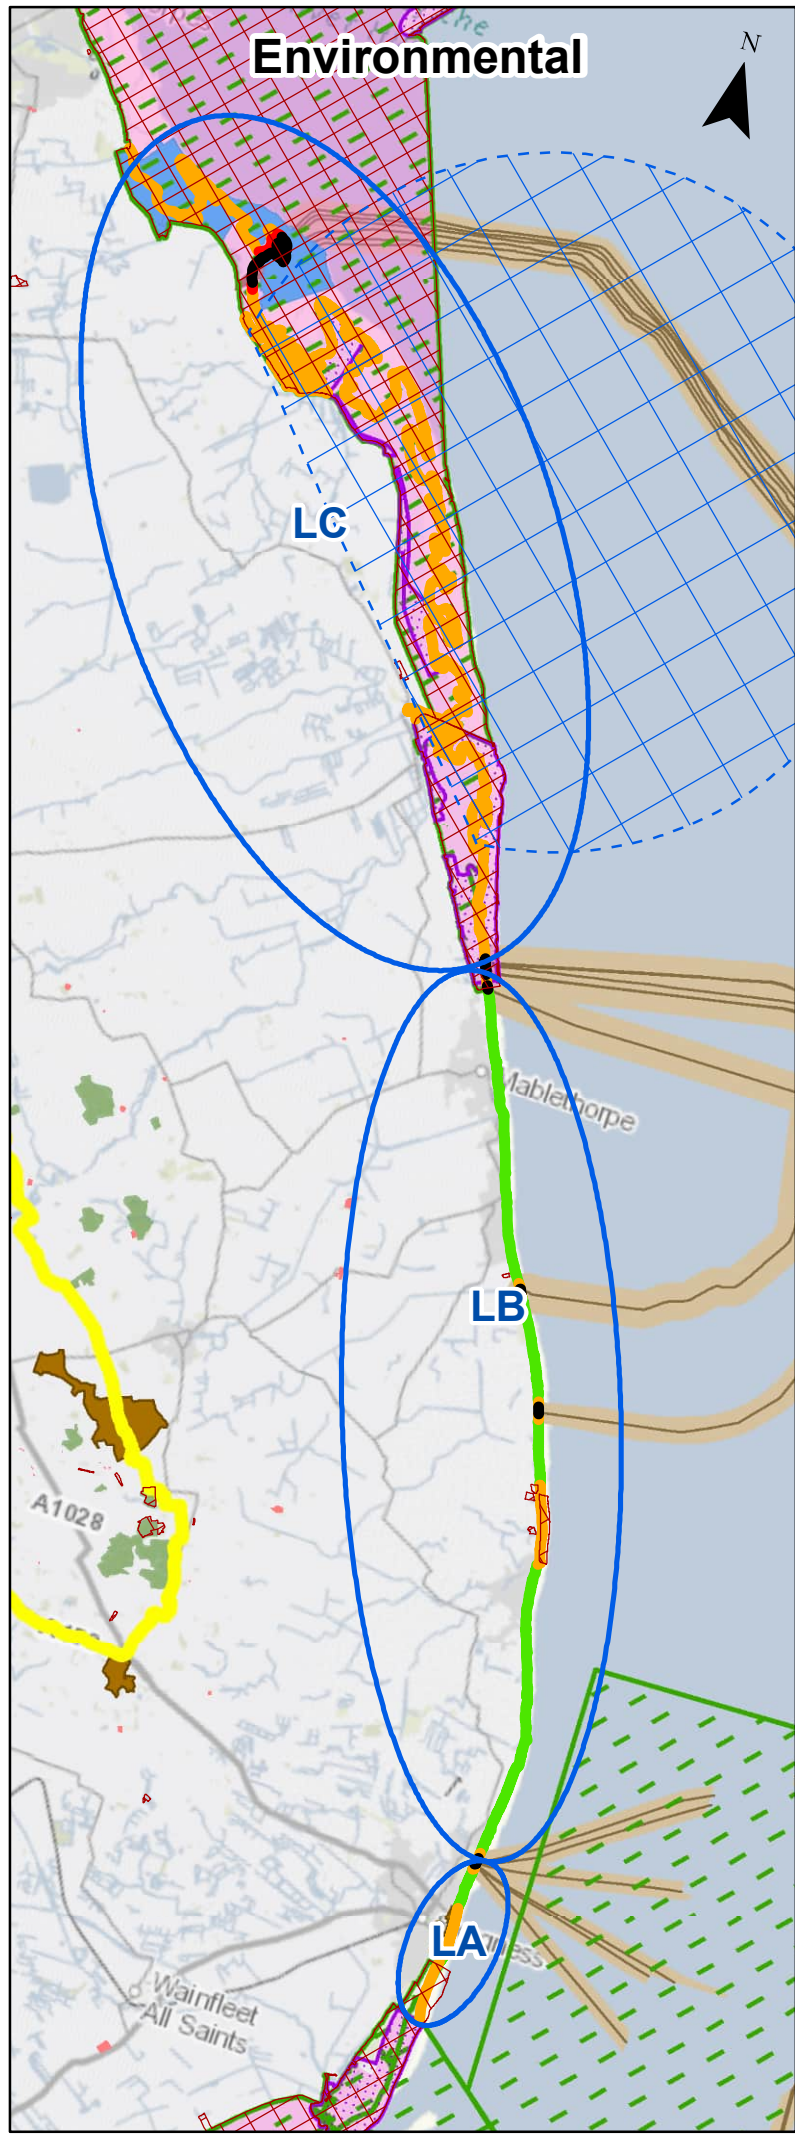 Environmental
N
LC
Mablethorpe
LB
A1028
LA
Wainfleet
All Saints